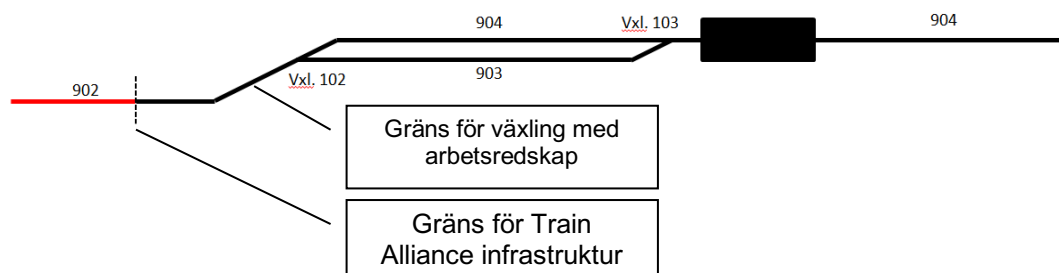 904
Vxl. 103
904
Vxl. 102
903
902
Gräns för växling med
arbetsredskap
Gräns för Train
Alliance infrastruktur